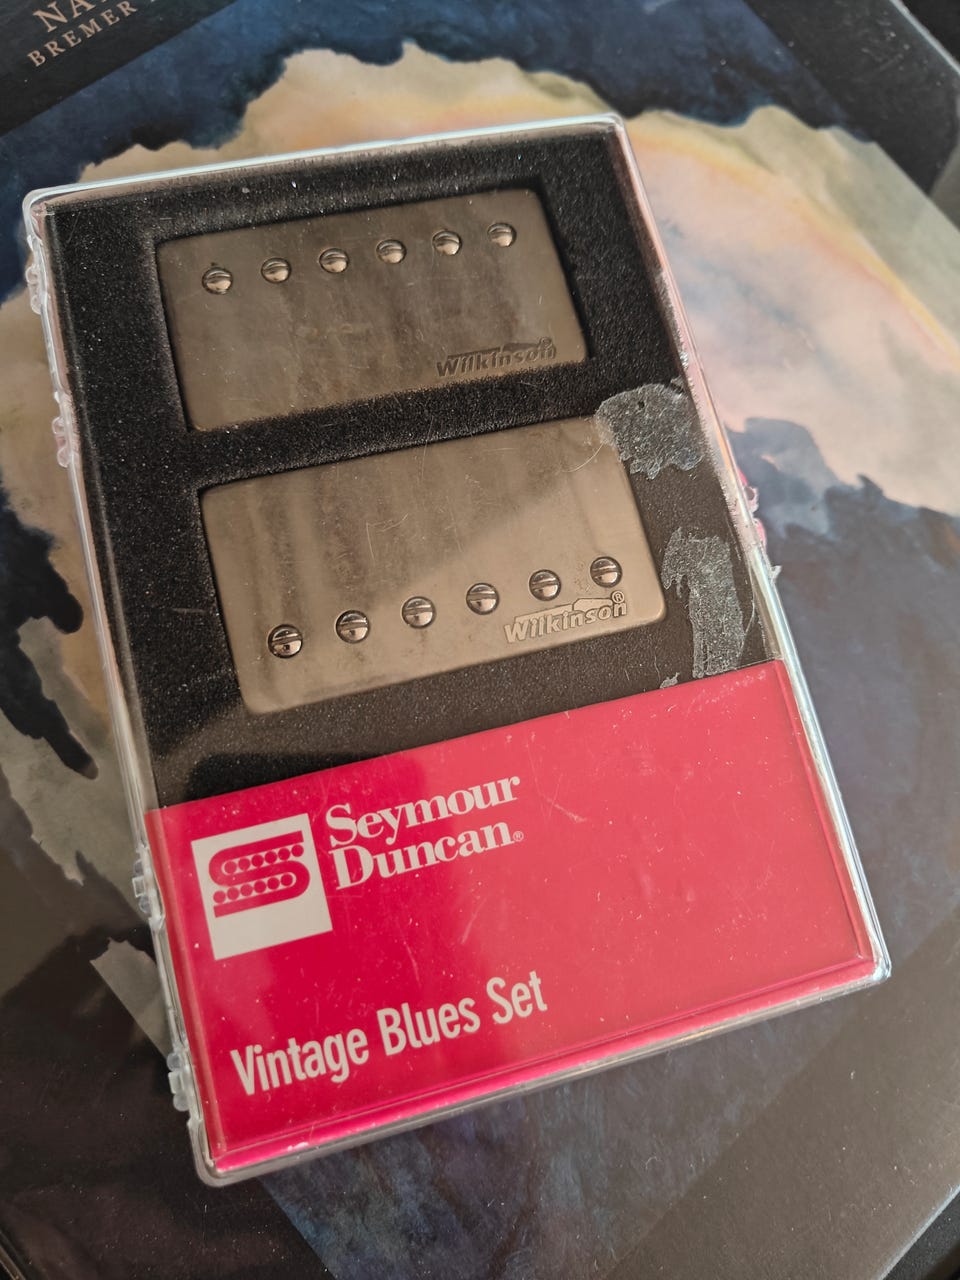 NA
BREMER
Wilkinson®
Wilkinson®
Seymour
Duncan®
Vintage Blues Set